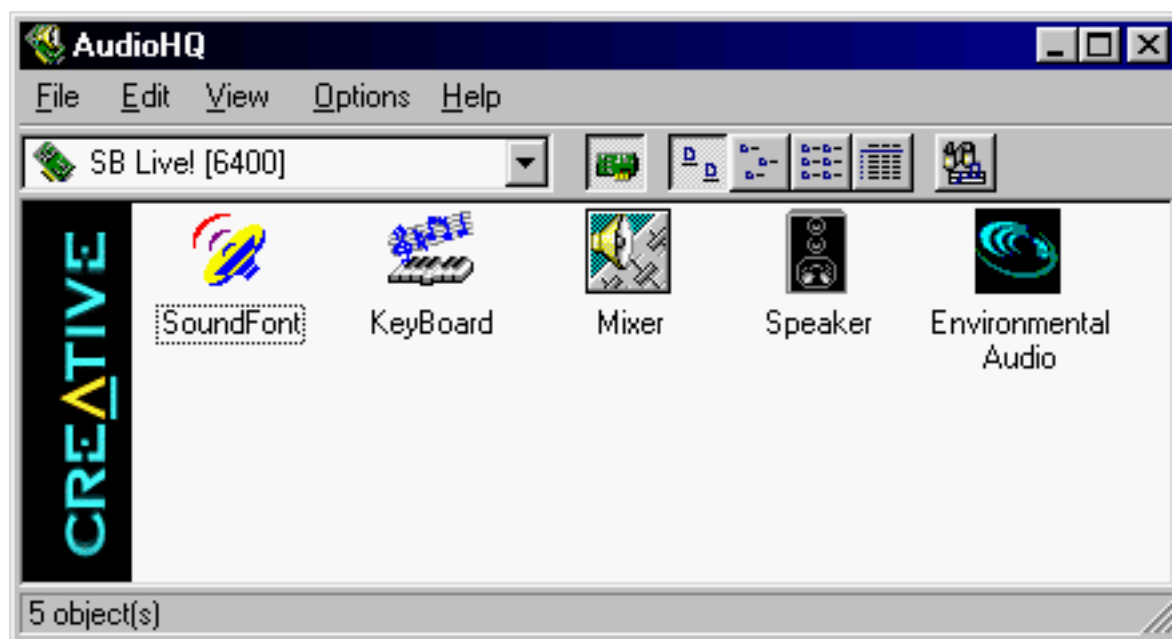 AudioHQ
File Edit View Options Help
SB Live! [6400]
CREATIVE
SoundFont KeyBoard Mixer Speaker Environmental
Audio
5 object(s)